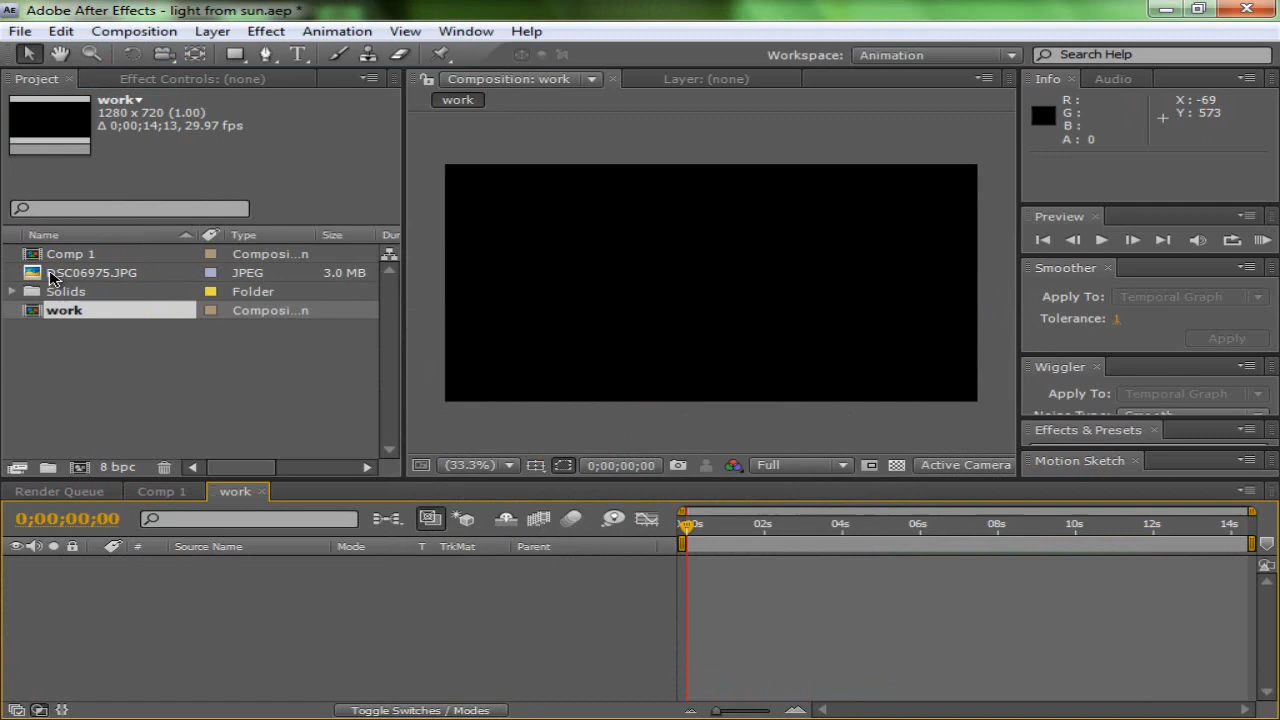 AE Adobe After Effects - light from sun.aep *
File Edit Composition Layer Effect Animation View Window Help
Workspace: Animation Search Help
Project Effect Controls: (none)
work
1280 x 720 (1.00)
Δ 0;00;14;13, 29.97 fps
Name Type Size Dur
Comp 1 Composi...n
DSC06975.JPG JPEG 3.0 MB
Solids Folder
work Composi...n
8 bpc
Composition: work Layer: (none)
work
(33.3%) 0;00;00;00 Full Active Camera
Info Audio
R: X: -69
G: Y: 573
B:
A: 0
Preview
Smoother
Apply To: Temporal Graph
Tolerance: 1
Apply
Wiggler
Apply To: Temporal Graph
Effects & Presets
Motion Sketch
Render Queue Comp 1 work
0;00;00;00
# Source Name Mode T TrkMat Parent
02s 04s 06s 08s 10s 12s 14s
Toggle Switches / Modes